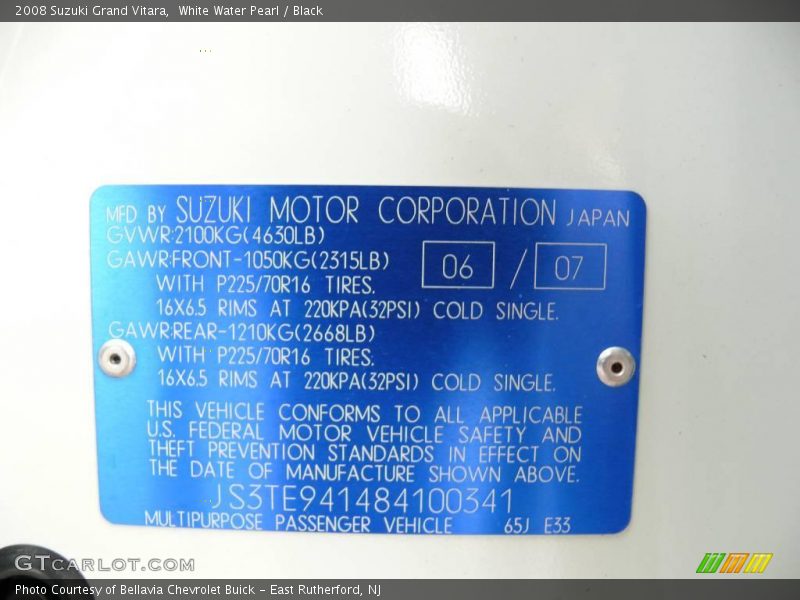 2008 Suzuki Grand Vitara,  White Water Pearl / Black
MFD BY SUZUKI MOTOR CORPORATION JAPAN
GVWR:2100KG(4630LB)
GAWR:FRONT-1050KG(2315LB)
06 / 07
WITH P225/70R16 TIRES.
16X6.5 RIMS AT 220KPA(32PSI) COLD SINGLE.
GAWR:REAR-1210KG(2668LB)
WITH P225/70R16 TIRES.
16X6.5 RIMS AT 220KPA(32PSI) COLD SINGLE.
THIS VEHICLE CONFORMS TO ALL APPLICABLE
U.S. FEDERAL MOTOR VEHICLE SAFETY AND
THEFT PREVENTION STANDARDS IN EFFECT ON
THE DATE OF MANUFACTURE SHOWN ABOVE.
JS3TE941484100341
MULTIPURPOSE PASSENGER VEHICLE 65J E33
GTCARLOT.COM
Photo Courtesy of Bellavia Chevrolet Buick - East Rutherford, NJ